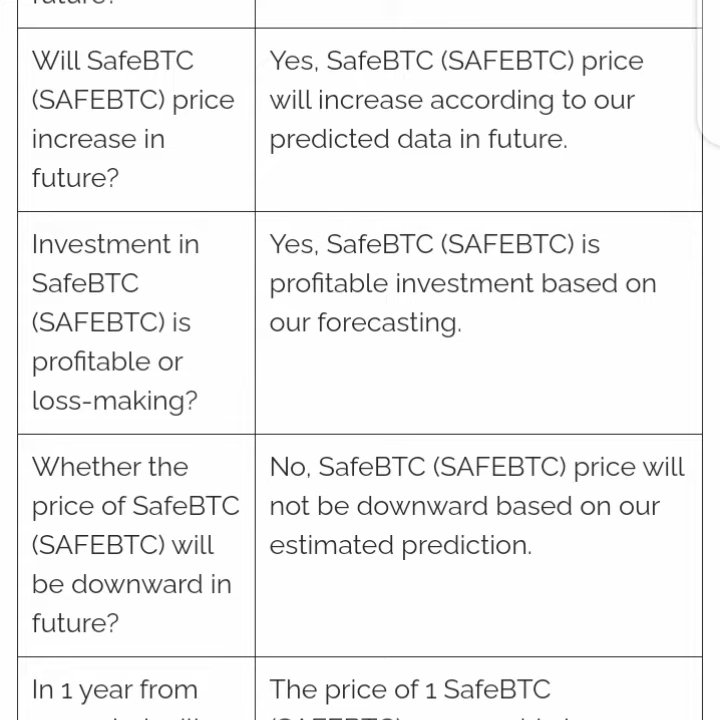 future?
Will SafeBTC
(SAFEBTC) price
increase in
future?
Yes, SafeBTC (SAFEBTC) price
will increase according to our
predicted data in future.
Investment in
SafeBTC
(SAFEBTC) is
profitable or
loss-making?
Yes, SafeBTC (SAFEBTC) is
profitable investment based on
our forecasting.
Whether the
price of SafeBTC
(SAFEBTC) will
be downward in
future?
No, SafeBTC (SAFEBTC) price will
not be downward based on our
estimated prediction.
In 1 year from
The price of 1 SafeBTC